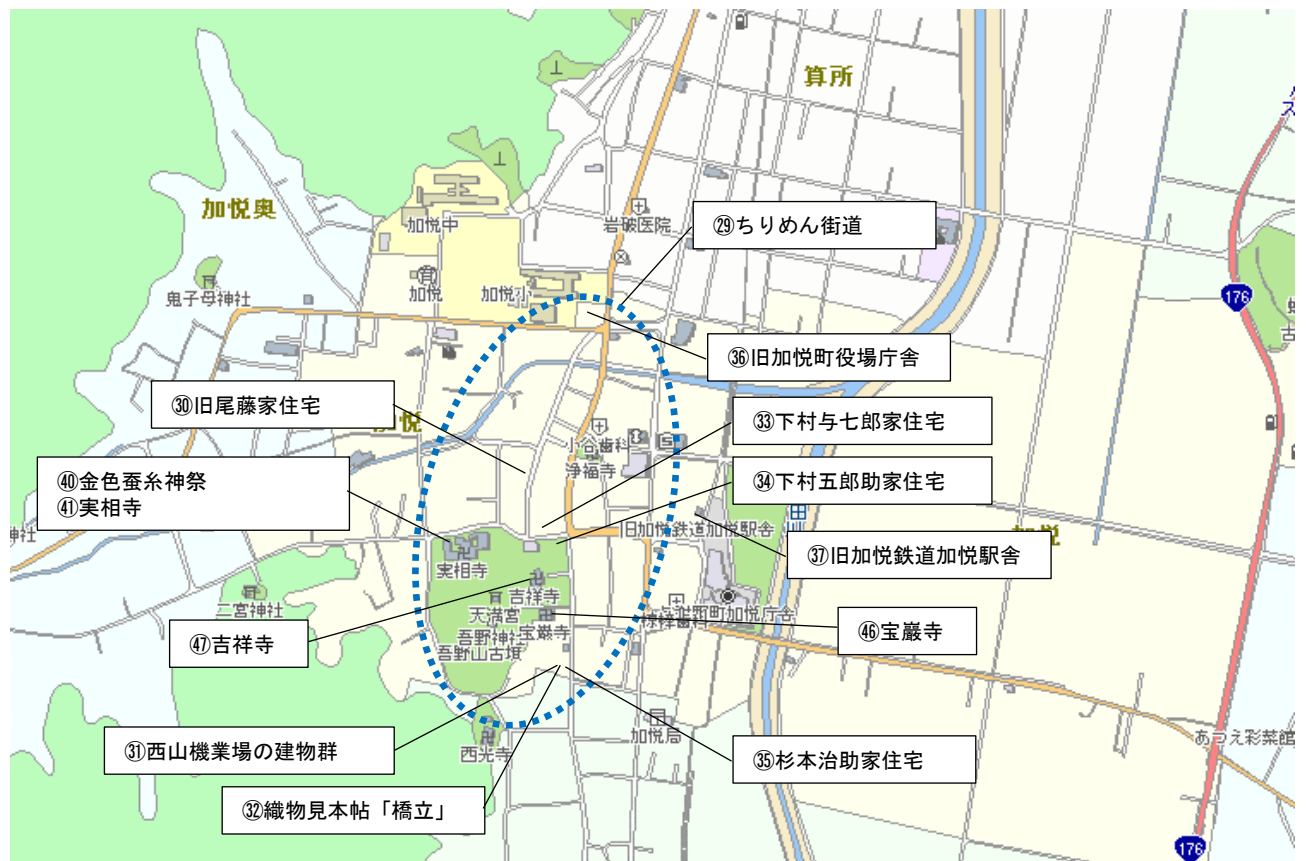 算所
加悦奥
加悦中
岩破医院
㉙ちりめん街道
鬼子母神社
加悦
加悦小
176
㊱旧加悦町役場庁舎
㉚旧尾藤家住宅
㉝下村与七郎家住宅
小谷歯科
浄福寺
㊵金色蚕糸神祭
㊶実相寺
㉞下村五郎助家住宅
旧加悦鉄道加悦駅舎
加悦
㊲旧加悦鉄道加悦駅舎
実相寺
二宮神社
吉祥寺
天満宮
吾野神社
宝巌寺
吾野山古墳
㊼吉祥寺
㊻宝巖寺
㉛西山機業場の建物群
西光寺
加悦局
㉟杉本治助家住宅
あつえ彩菜館
㉜織物見本帖「橋立」
176